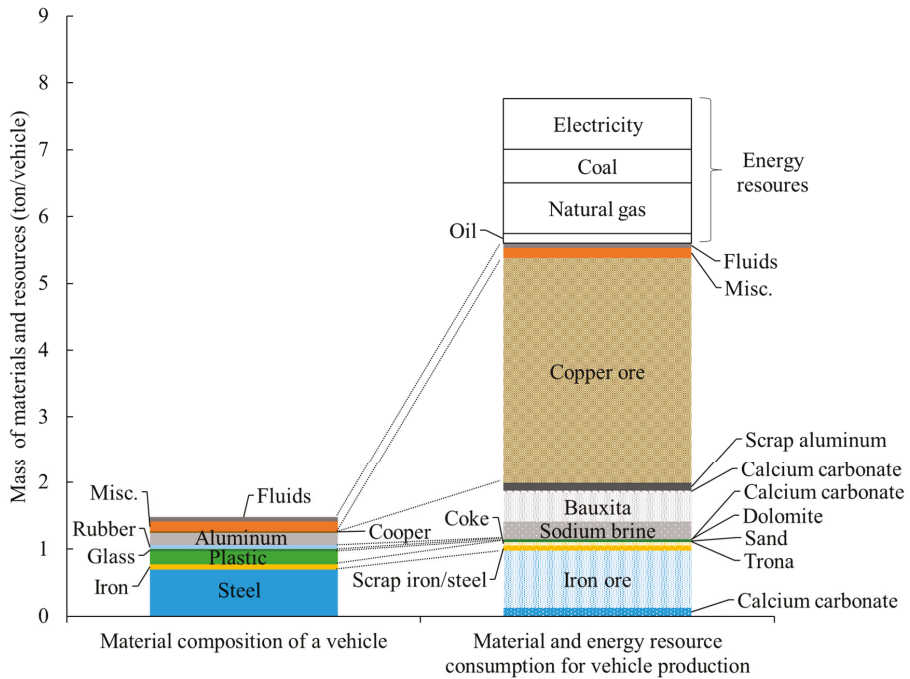 Mass of materials and resources (ton/vehicle)
9
8
7
6
5
4
3
2
1
0
Misc.
Fluids
Rubber
Aluminum
Cooper
Glass
Plastic
Iron
Steel
Electricity
Coal
Natural gas
Energy
resoures
Oil
Fluids
Misc.
Copper ore
Scrap aluminum
Calcium carbonate
Bauxita
Calcium carbonate
Coke
Sodium brine
Dolomite
Sand
Trona
Scrap iron/steel
Iron ore
Calcium carbonate
Material composition of a vehicle
Material and energy resource
consumption for vehicle production